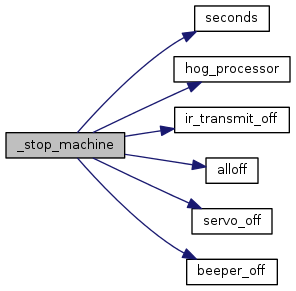 seconds
hog_processor
ir_transmit_off
_stop_machine
alloff
servo_off
beeper_off